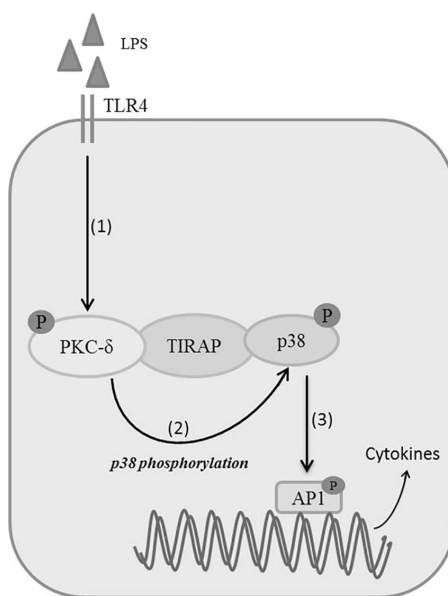 LPS
TLR4
(1)
P
P
PKC-δ
TIRAP
p38
(2)
(3)
p38 phosphorylation
Cytokines
P
AP1